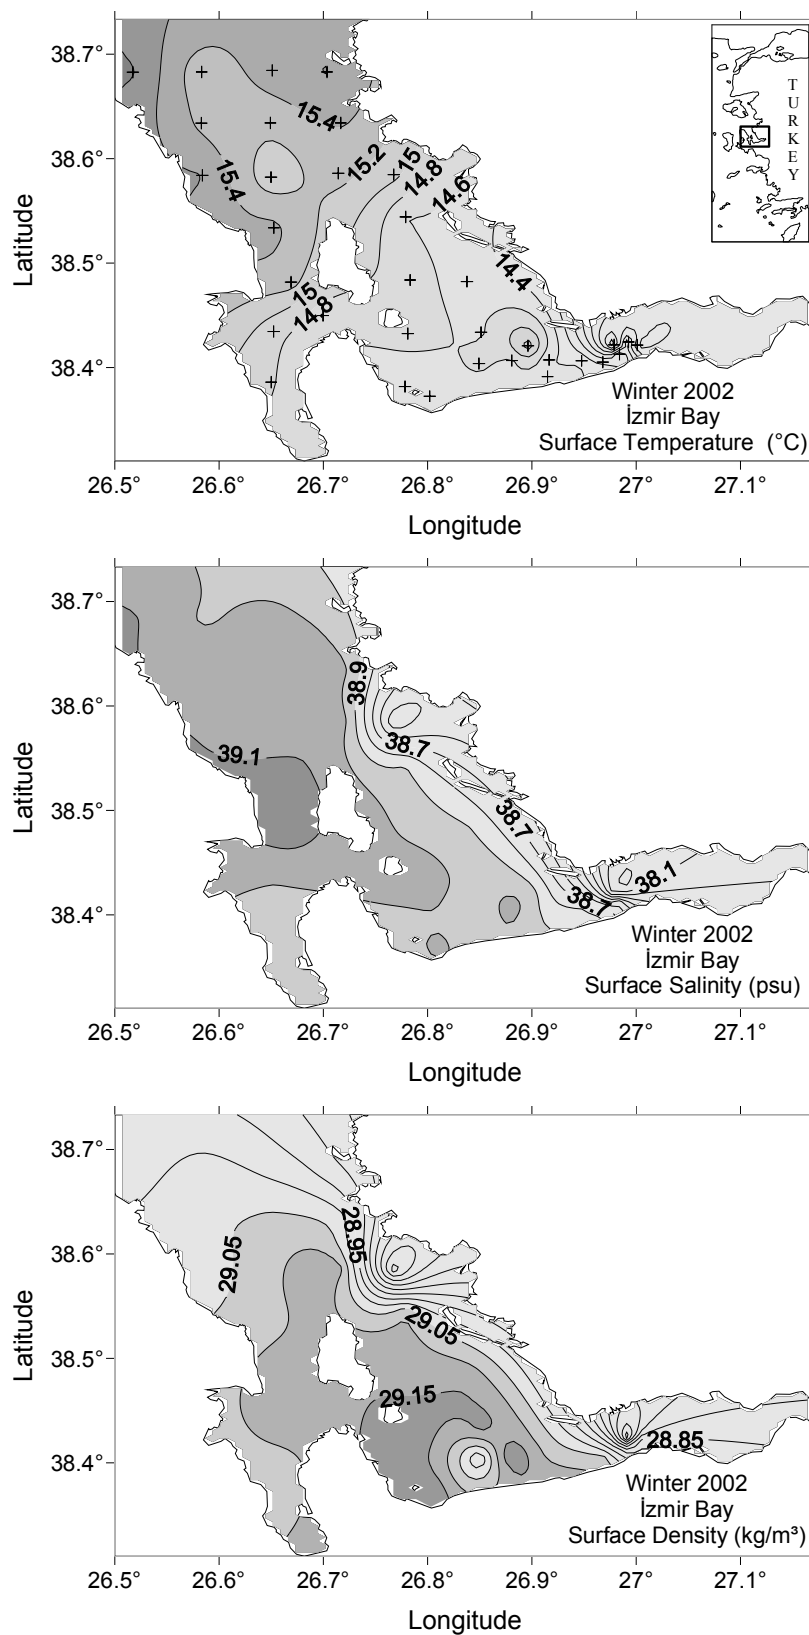 38.7°
38.6°
38.5°
38.4°
Latitude
15.4
15.4
15.2
15
14.8
14.6
14.4
15
14.8
TURKEY
Winter 2002
İzmir Bay
Surface Temperature (°C)
26.5° 26.6° 26.7° 26.8° 26.9° 27° 27.1°
Longitude
38.7°
38.6°
38.5°
38.4°
Latitude
38.9
38.7
39.1
38.7
38.1
38.7
Winter 2002
İzmir Bay
Surface Salinity (psu)
26.5° 26.6° 26.7° 26.8° 26.9° 27° 27.1°
Longitude
38.7°
38.6°
38.5°
38.4°
Latitude
28.95
29.05
29.05
29.15
28.85
Winter 2002
İzmir Bay
Surface Density (kg/m³)
26.5° 26.6° 26.7° 26.8° 26.9° 27° 27.1°
Longitude